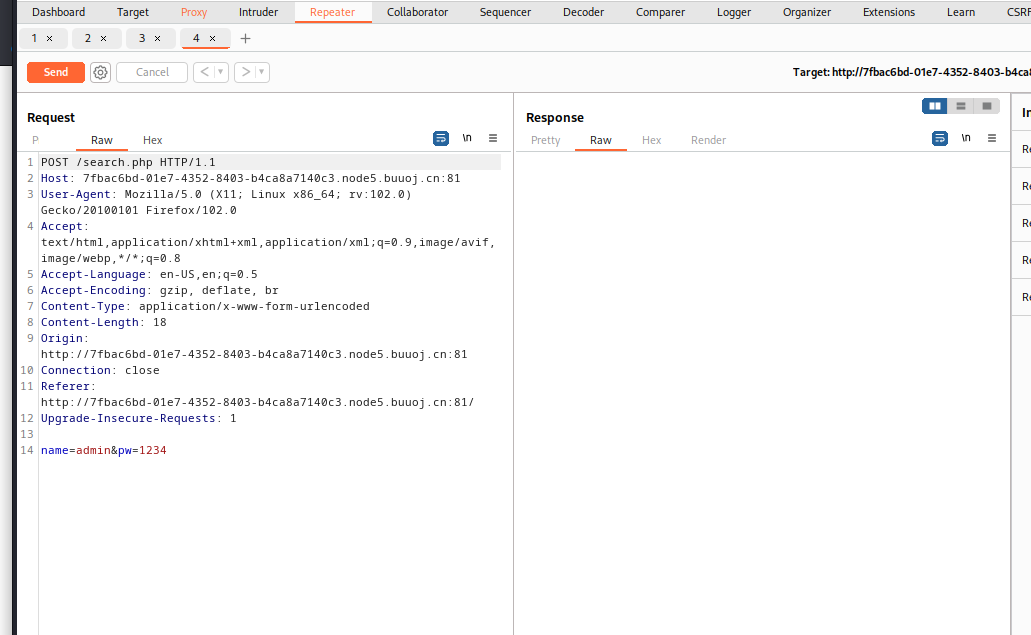 Dashboard Target Proxy Intruder Repeater Collaborator Sequencer Decoder Comparer Logger Organizer Extensions Learn CSRF
1 × 2 × 3 × 4 × +
Send Cancel < > Target: http://7fbac6bd-01e7-4352-8403-b4ca8
Request
P Raw Hex \n
1 POST /search.php HTTP/1.1
2 Host: 7fbac6bd-01e7-4352-8403-b4ca8a7140c3.node5.buuoj.cn:81
3 User-Agent: Mozilla/5.0 (X11; Linux x86_64; rv:102.0)
Gecko/20100101 Firefox/102.0
4 Accept:
text/html,application/xhtml+xml,application/xml;q=0.9,image/avif,
image/webp,*/*;q=0.8
5 Accept-Language: en-US,en;q=0.5
6 Accept-Encoding: gzip, deflate, br
7 Content-Type: application/x-www-form-urlencoded
8 Content-Length: 18
9 Origin:
http://7fbac6bd-01e7-4352-8403-b4ca8a7140c3.node5.buuoj.cn:81
10 Connection: close
11 Referer:
http://7fbac6bd-01e7-4352-8403-b4ca8a7140c3.node5.buuoj.cn:81/
12 Upgrade-Insecure-Requests: 1
13
14 name=admin&pw=1234
Response
Pretty Raw Hex Render \n
In
Re
Re
Re
Re
Re